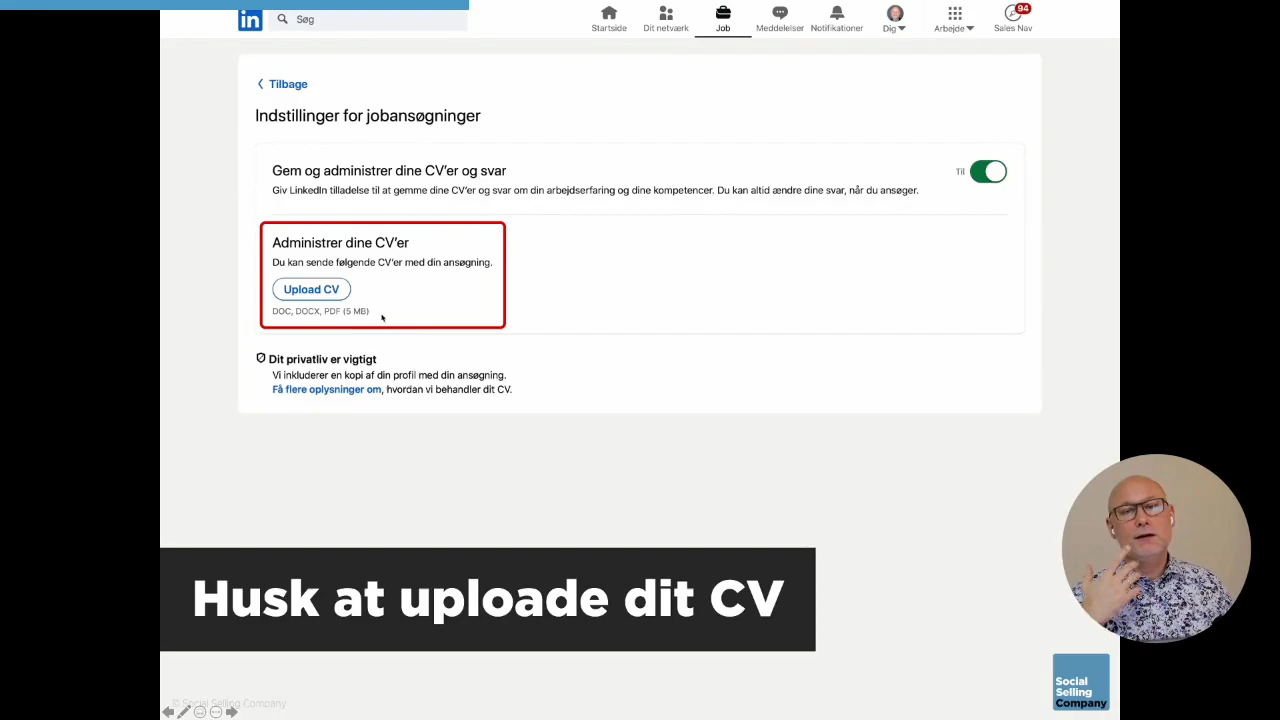 in
Søg
Startside
Dit netværk
Job
Meddelelser
Notifikationer
Dig
Arbejde
94
Sales Nav
Tilbage
Indstillinger for jobansøgninger
Gem og administrer dine CV'er og svar
Til
Giv LinkedIn tilladelse til at gemme dine CV'er og svar om din arbejdserfaring og dine kompetencer. Du kan altid ændre dine svar, når du ansøger.
Administrer dine CV'er
Du kan sende følgende CV'er med din ansøgning.
Upload CV
DOC, DOCX, PDF (5 MB)
Dit privatliv er vigtigt
Vi inkluderer en kopi af din profil med din ansøgning.
Få flere oplysninger om, hvordan vi behandler dit CV.
Husk at uploade dit CV
Social
Selling
Company
© Social Selling Company